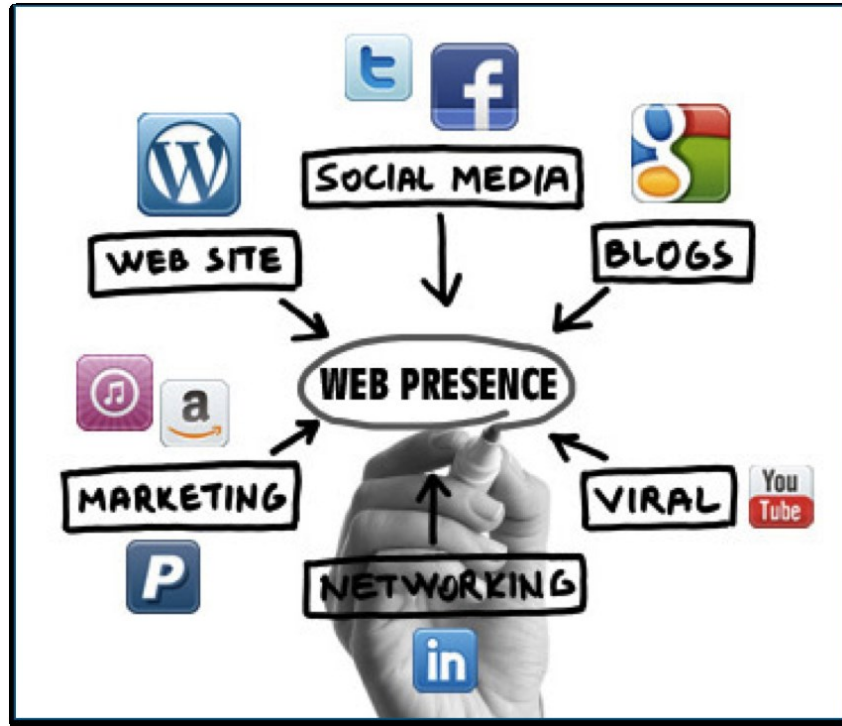 t
f
W
g
SOCIAL MEDIA
WEB SITE
BLOGS
WEB PRESENCE
a
MARKETING
VIRAL
You
Tube
P
NETWORKING
in